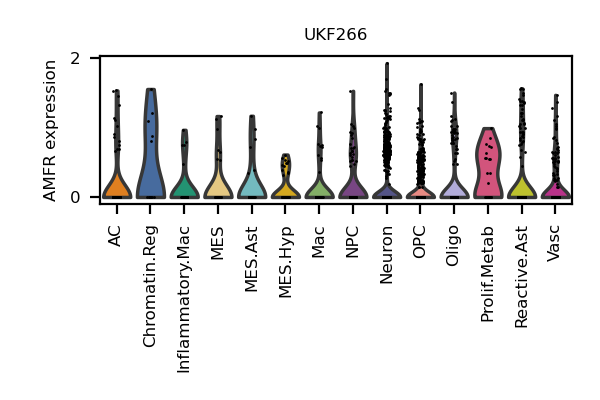 UKF266
AMFR expression
2
0
AC
Chromatin.Reg
Inflammatory.Mac
MES
MES.Ast
MES.Hyp
Mac
NPC
Neuron
OPC
Oligo
Prolif.Metab
Reactive.Ast
Vasc